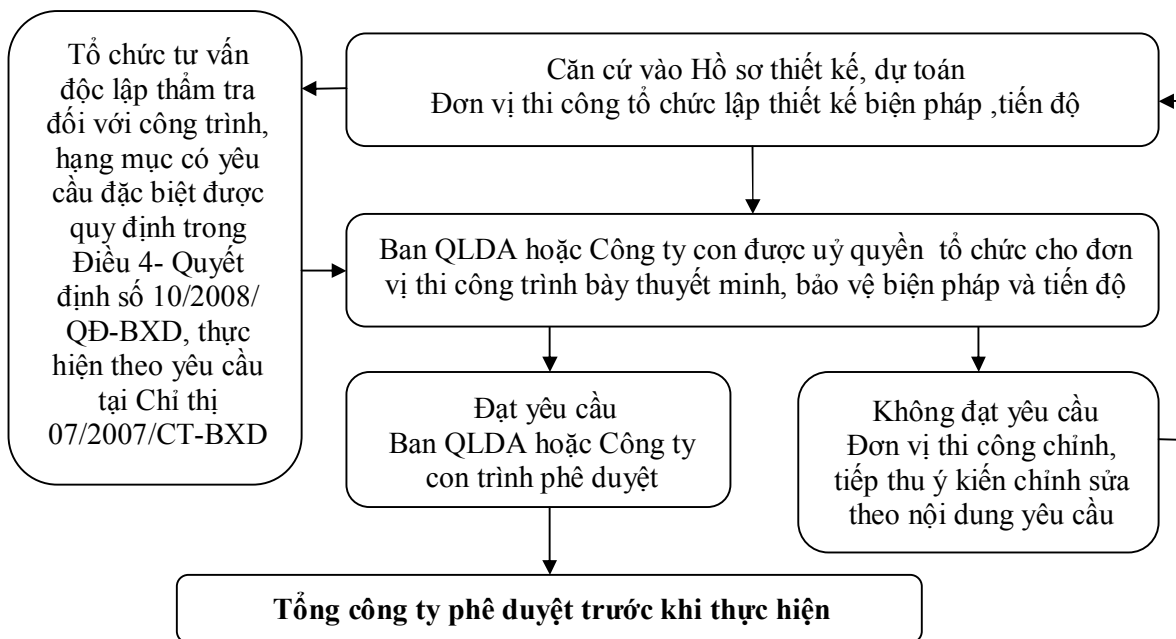 Tổ chức tư vấn
độc lập thẩm tra
đối với công trình,
hạng mục có yêu
cầu đặc biệt được
quy định trong
Điều 4- Quyết
định số 10/2008/
QĐ-BXD, thực
hiện theo yêu cầu
tại Chỉ thị
07/2007/CT-BXD
Căn cứ vào Hồ sơ thiết kế, dự toán
Đơn vị thi công tổ chức lập thiết kế biện pháp ,tiến độ
Ban QLDA hoặc Công ty con được uỷ quyền tổ chức cho đơn
vị thi công trình bày thuyết minh, bảo vệ biện pháp và tiến độ
Đạt yêu cầu
Ban QLDA hoặc Công ty
con trình phê duyệt
Không đạt yêu cầu
Đơn vị thi công chỉnh,
tiếp thu ý kiến chỉnh sửa
theo nội dung yêu cầu
Tổng công ty phê duyệt trước khi thực hiện